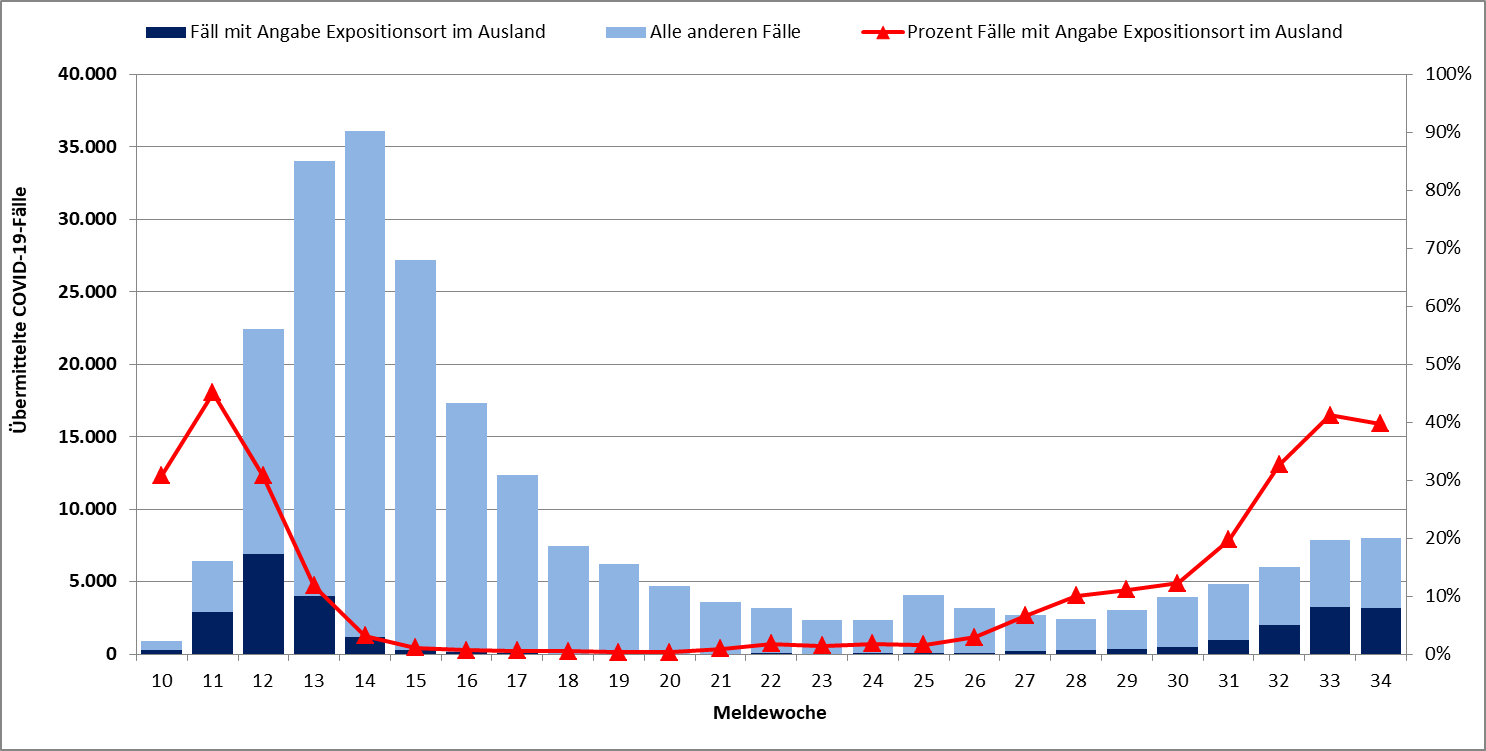 Fäll mit Angabe Expositionsort im Ausland Alle anderen Fälle Prozent Fälle mit Angabe Expositionsort im Ausland
40.000 100%
35.000 90%
30.000 80%
25.000 70%
20.000 60%
15.000 50%
10.000 40%
5.000 30%
0 20%
10%
0%
Übermittelte COVID-19-Fälle
10 11 12 13 14 15 16 17 18 19 20 21 22 23 24 25 26 27 28 29 30 31 32 33 34
Meldewoche